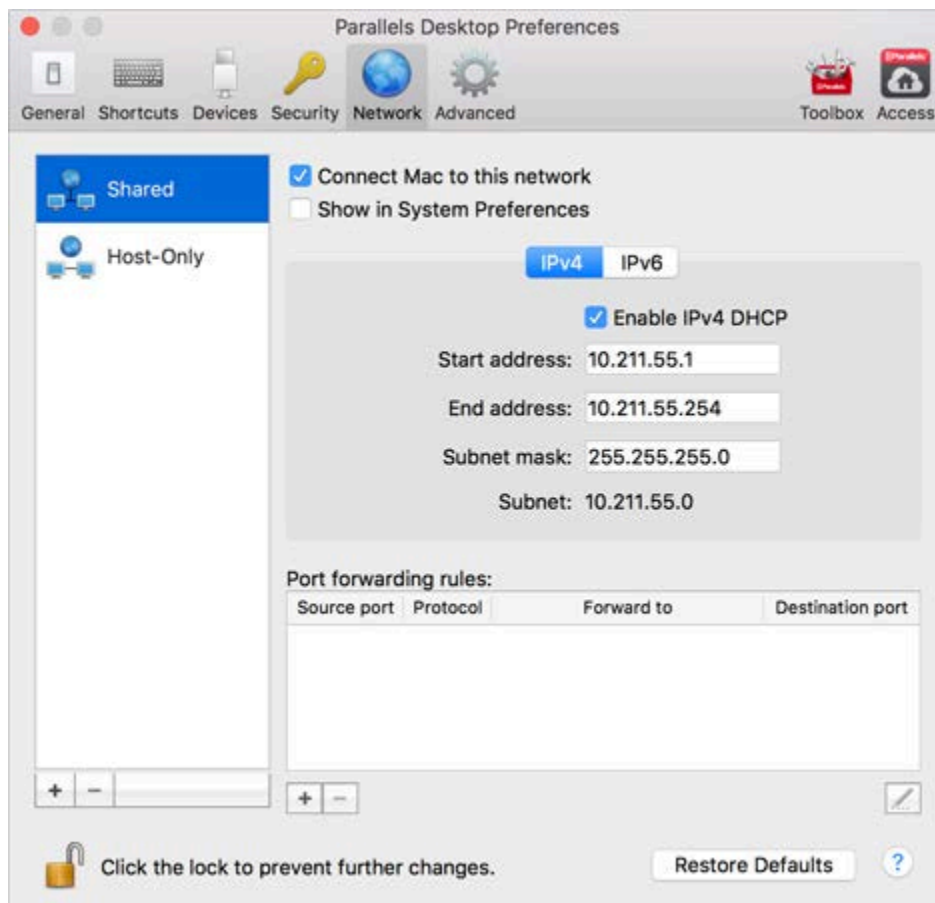 Parallels Desktop Preferences
General Shortcuts Devices Security Network Advanced Toolbox Access
Shared
Host-Only
Connect Mac to this network
Show in System Preferences
IPv4 IPv6
Enable IPv4 DHCP
Start address: 10.211.55.1
End address: 10.211.55.254
Subnet mask: 255.255.255.0
Subnet: 10.211.55.0
Port forwarding rules:
Source port Protocol Forward to Destination port
+ −
+ −
Click the lock to prevent further changes.
Restore Defaults ?